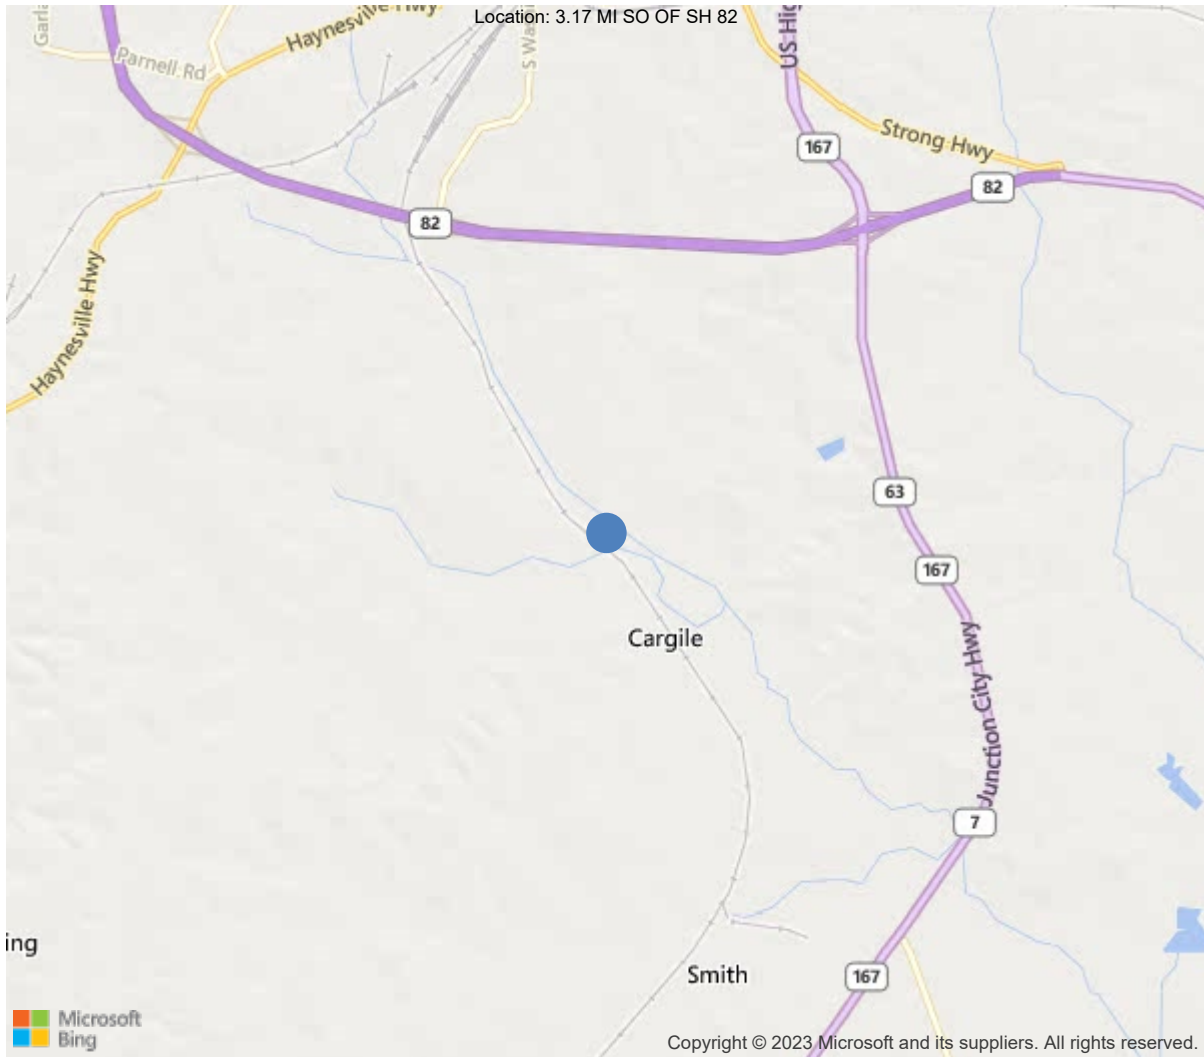 Location: 3.17 MI SO OF SH 82
Haynesville Hwy
Parnell Rd
167
Strong Hwy
82
82
Haynesville Hwy
63
167
Cargile
Junction City Hwy
7
ing
Smith
167
Microsoft
Bing
Copyright © 2023 Microsoft and its suppliers. All rights reserved.